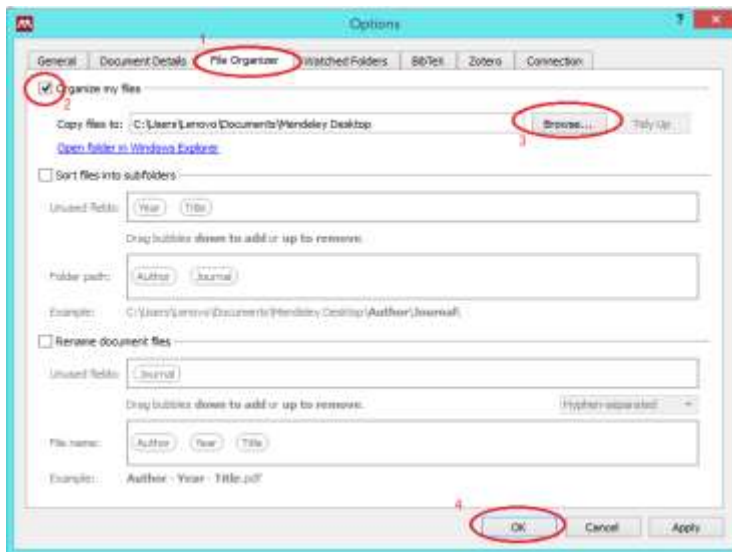 Options
1
General Document Details File Organizer Watched Folders BibTeX Zotero Connection
Organize my files
2
Copy files to: C:\Users\Lenovo\Documents\Mendeley Desktop Browse... Tidy Up
3
Open folder in Windows Explorer
Sort files into subfolders
Unused fields: Year Title
Drag bubbles down to add or up to remove.
Folder path: Author Journal
Example: C:\Users\Lenovo\Documents\Mendeley Desktop\Author\Journal\
Rename document files
Unused fields: Journal
Drag bubbles down to add or up to remove. Hyphen-separated
File name: Author Year Title
Example: Author - Year - Title.pdf
4
OK Cancel Apply